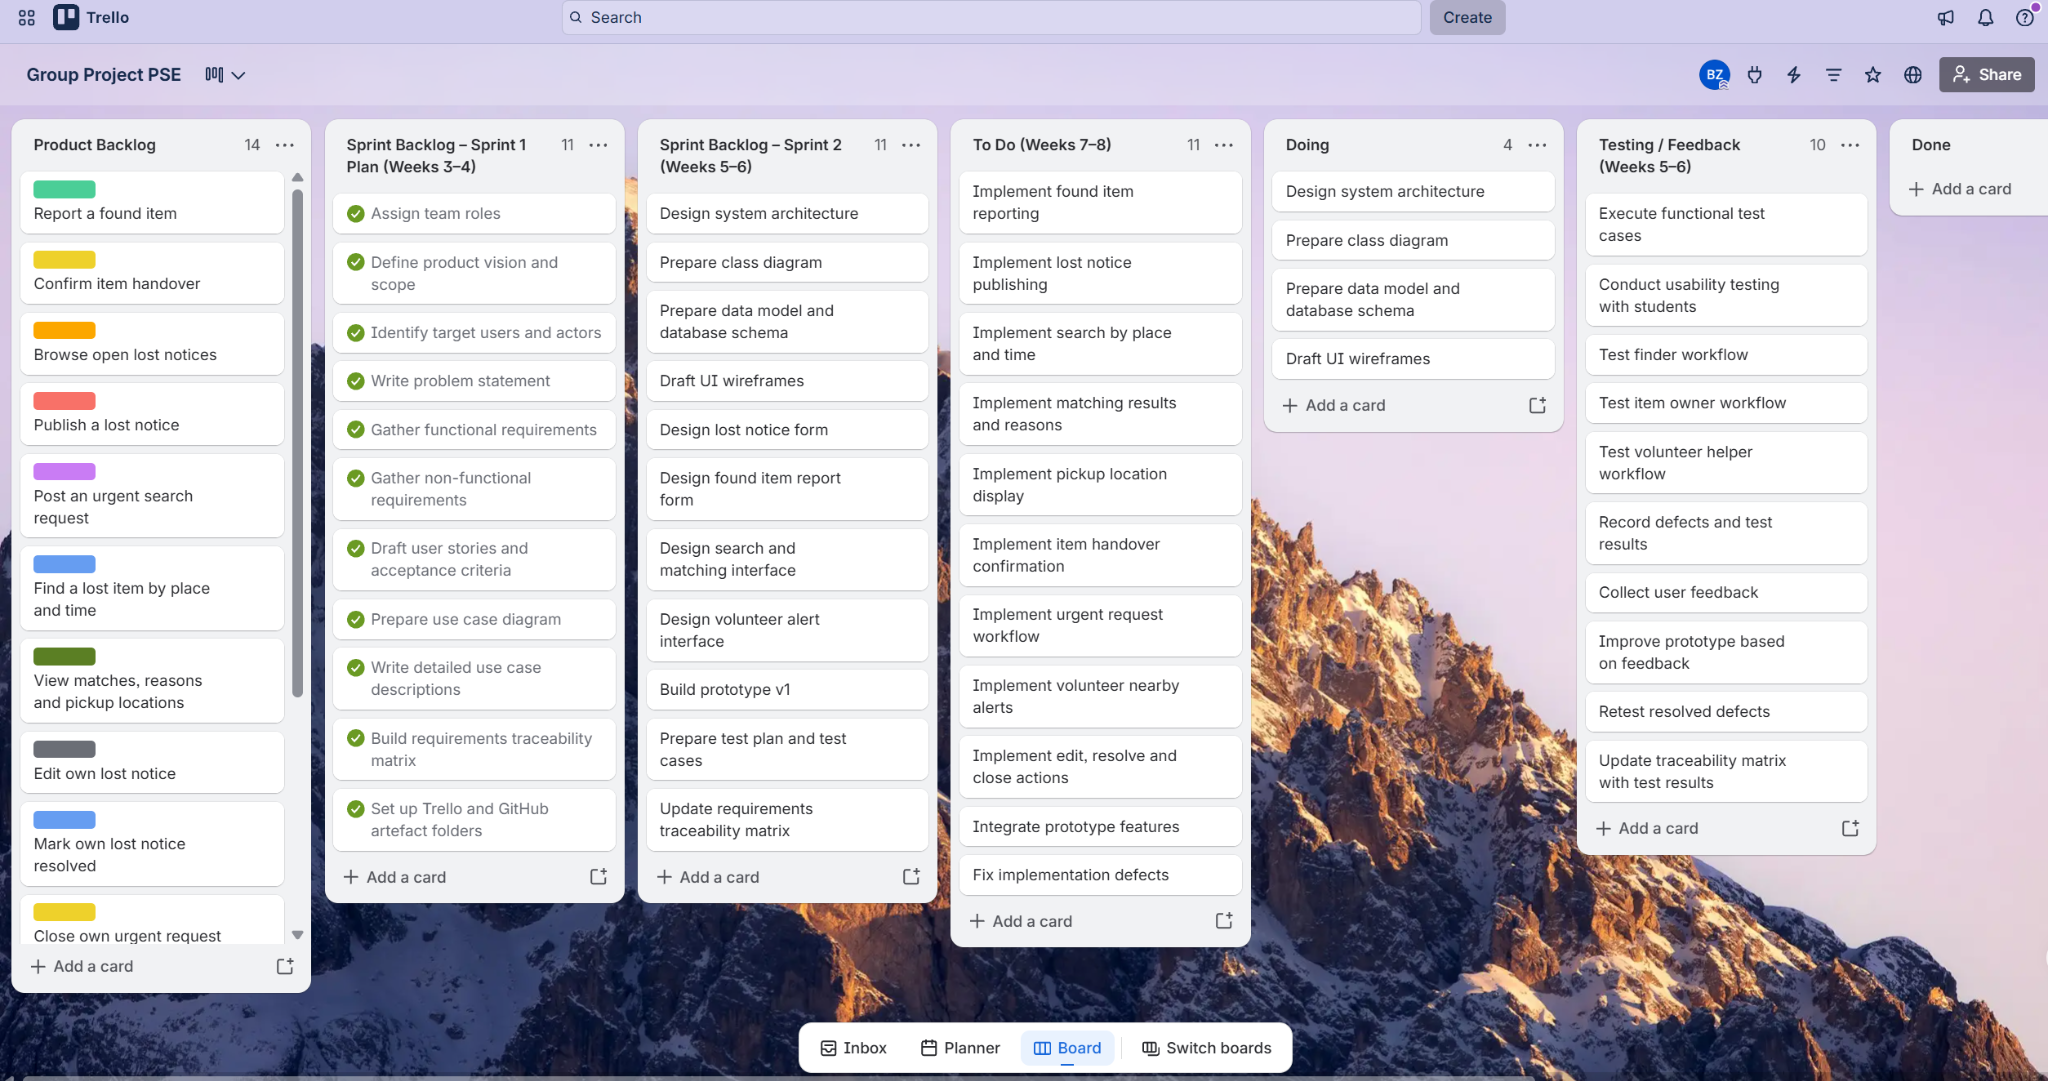 Trello
Search
Create
Group Project PSE
BZ
Share
Product Backlog
14
Report a found item
Confirm item handover
Browse open lost notices
Publish a lost notice
Post an urgent search
request
Find a lost item by place
and time
View matches, reasons
and pickup locations
Edit own lost notice
Mark own lost notice
resolved
Close own urgent request
Add a card
Sprint Backlog – Sprint 1
Plan (Weeks 3–4)
11
Assign team roles
Define product vision and
scope
Identify target users and actors
Write problem statement
Gather functional requirements
Gather non-functional
requirements
Draft user stories and
acceptance criteria
Prepare use case diagram
Write detailed use case
descriptions
Build requirements traceability
matrix
Set up Trello and GitHub
artefact folders
Add a card
Sprint Backlog – Sprint 2
(Weeks 5–6)
11
Design system architecture
Prepare class diagram
Prepare data model and
database schema
Draft UI wireframes
Design lost notice form
Design found item report
form
Design search and
matching interface
Design volunteer alert
interface
Build prototype v1
Prepare test plan and test
cases
Update requirements
traceability matrix
Add a card
To Do (Weeks 7–8)
11
Implement found item
reporting
Implement lost notice
publishing
Implement search by place
and time
Implement matching results
and reasons
Implement pickup location
display
Implement item handover
confirmation
Implement urgent request
workflow
Implement volunteer nearby
alerts
Implement edit, resolve and
close actions
Integrate prototype features
Fix implementation defects
Add a card
Doing
4
Design system architecture
Prepare class diagram
Prepare data model and
database schema
Draft UI wireframes
Add a card
Testing / Feedback
(Weeks 5–6)
10
Execute functional test
cases
Conduct usability testing
with students
Test finder workflow
Test item owner workflow
Test volunteer helper
workflow
Record defects and test
results
Collect user feedback
Improve prototype based
on feedback
Retest resolved defects
Update traceability matrix
with test results
Add a card
Done
Add a card
Inbox
Planner
Board
Switch boards